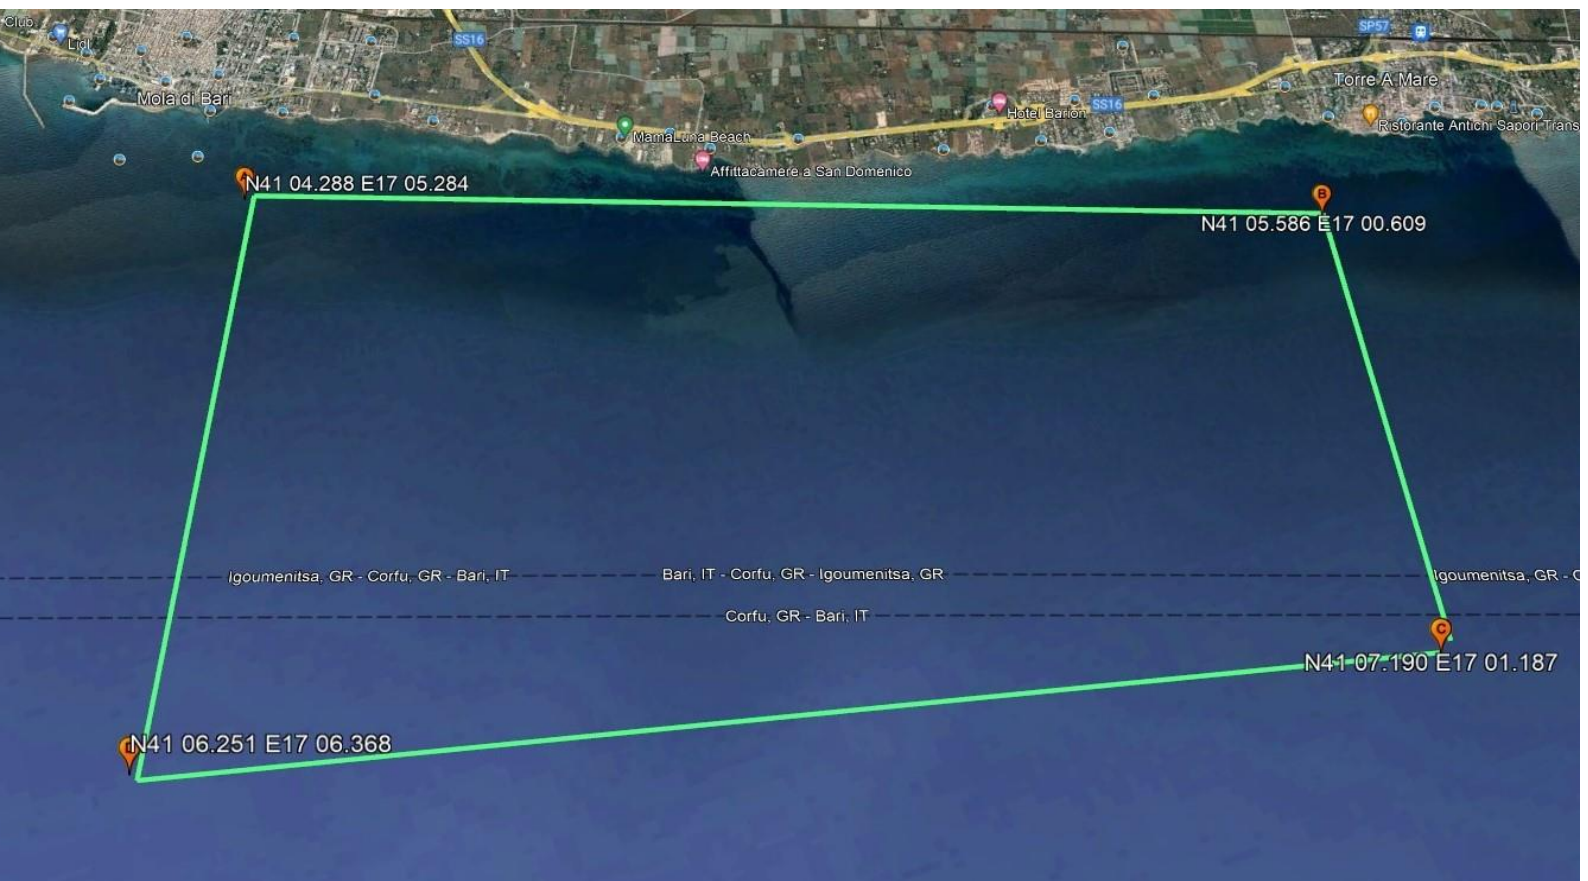 Club
SP57
Lidl
SS16
Torre A Mare
Mola di Bari
SS16
Hotel Barion
MamaLuna Beach
Ristorante Antichi Sapori Trans
Affittacamere a San Domenico
A
N41 04.288 E17 05.284
B
N41 05.586 E17 00.609
Igoumenitsa, GR - Corfu, GR - Bari, IT
Bari, IT - Corfu, GR - Igoumenitsa, GR
Igoumenitsa, GR - C
Corfu, GR - Bari, IT
C
N41 07.190 E17 01.187
N41 06.251 E17 06.368